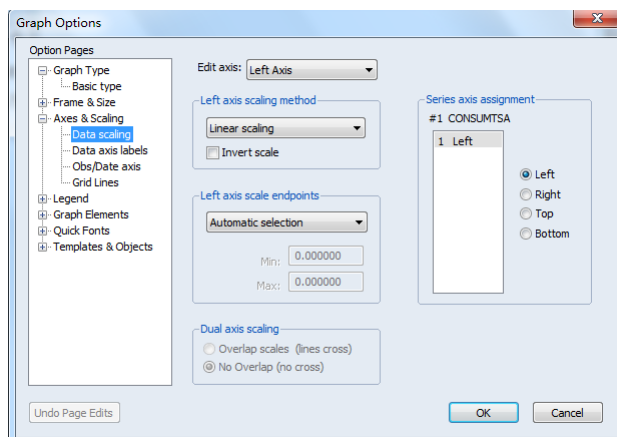 Graph Options
Option Pages
Graph Type
Basic type
Frame & Size
Axes & Scaling
Data scaling
Data axis labels
Obs/Date axis
Grid Lines
Legend
Graph Elements
Quick Fonts
Templates & Objects
Edit axis: Left Axis
Left axis scaling method
Linear scaling
Invert scale
Left axis scale endpoints
Automatic selection
Min: 0.000000
Max: 0.000000
Dual axis scaling
Overlap scales (lines cross)
No Overlap (no cross)
Series axis assignment
#1 CONSUMTSA
1 Left
Left
Right
Top
Bottom
Undo Page Edits
OK
Cancel